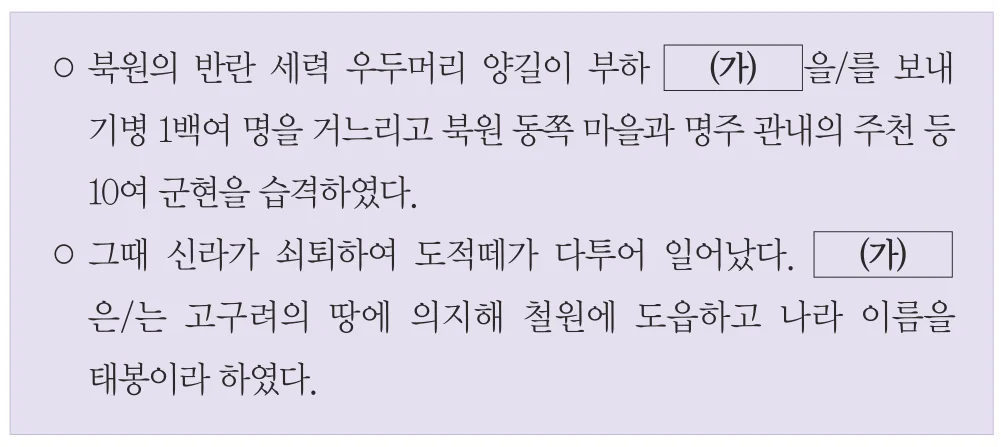 ○ 북원의 반란 세력 우두머리 양길이 부하 (가) 을/를 보내
기병 1백여 명을 거느리고 북원 동쪽 마을과 명주 관내의 주천 등
10여 군현을 습격하였다.
○ 그때 신라가 쇠퇴하여 도적떼가 다투어 일어났다. (가)
은/는 고구려의 땅에 의지해 철원에 도읍하고 나라 이름을
태봉이라 하였다.